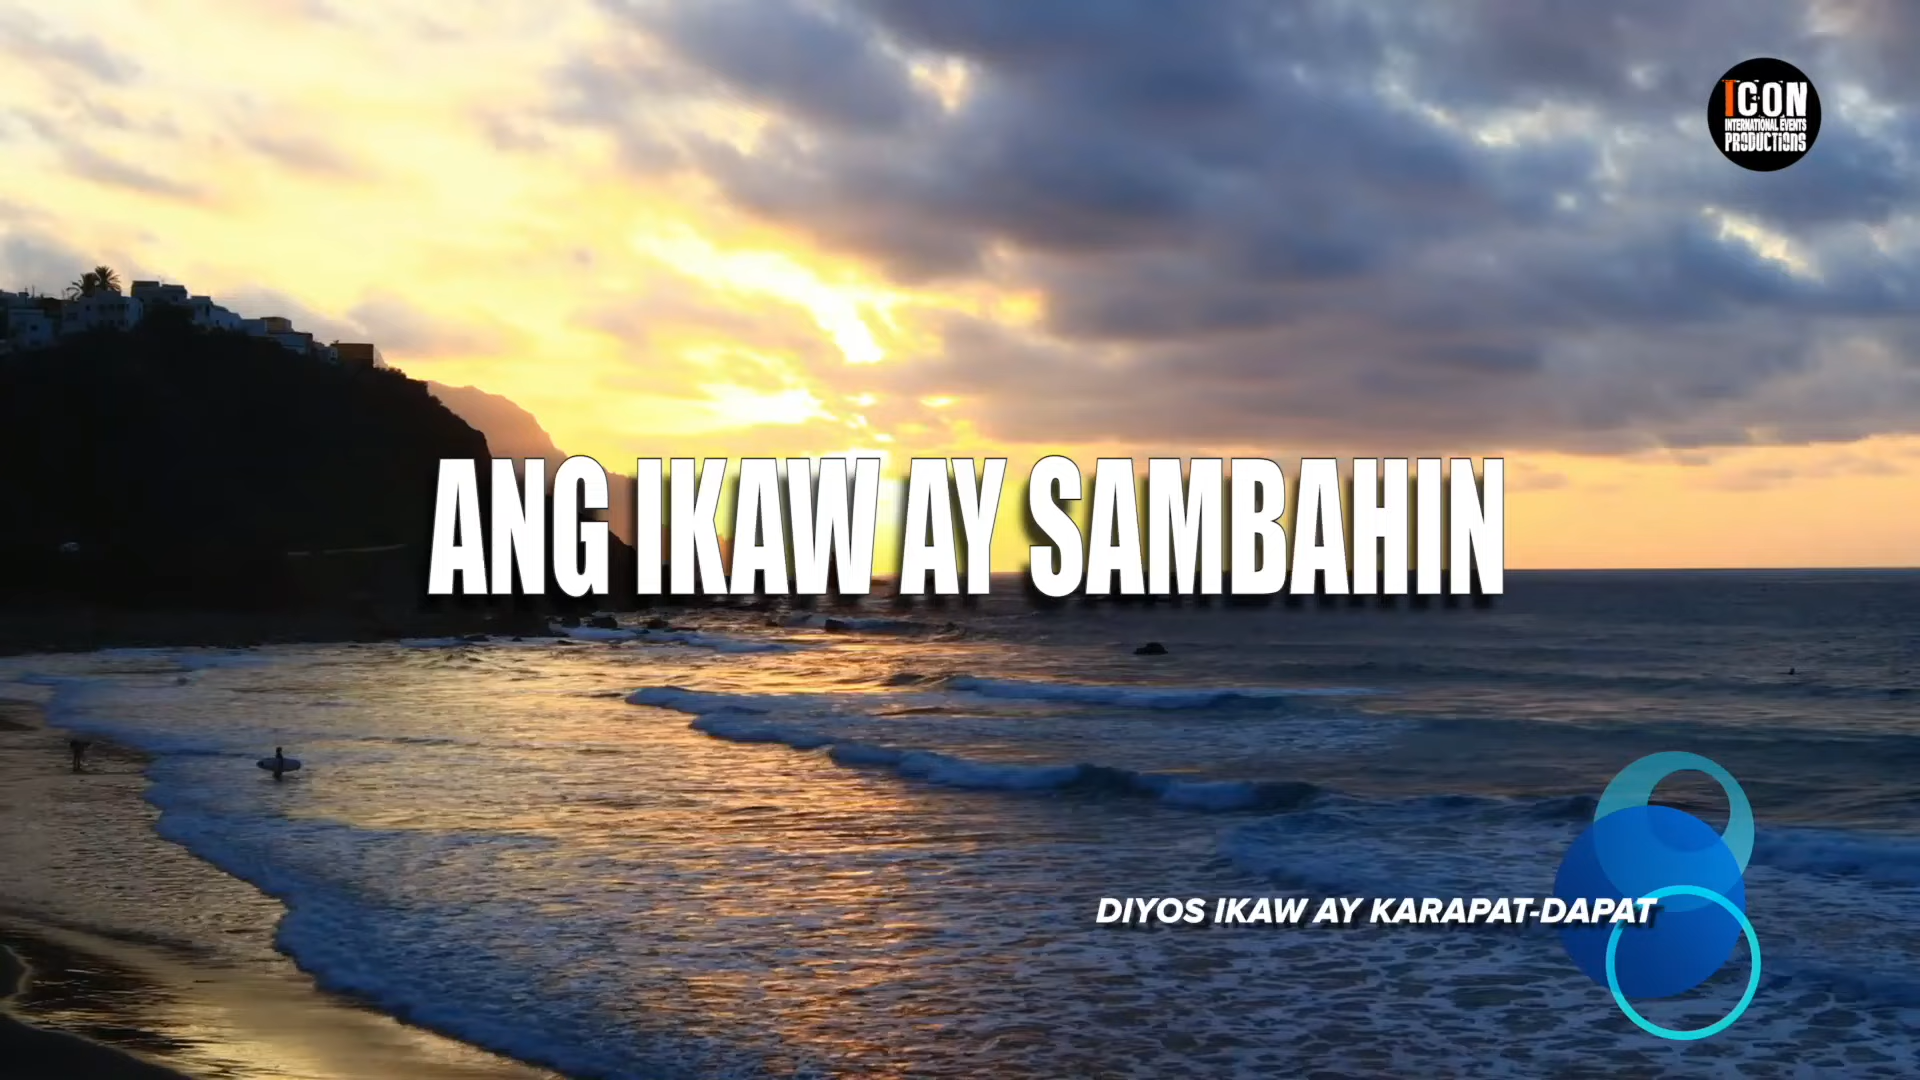 ICON
INTERNATIONAL EVENTS
PRODUCTIONS
ANG IKAW AY SAMBAHIN
DIYOS IKAW AY KARAPAT-DAPAT